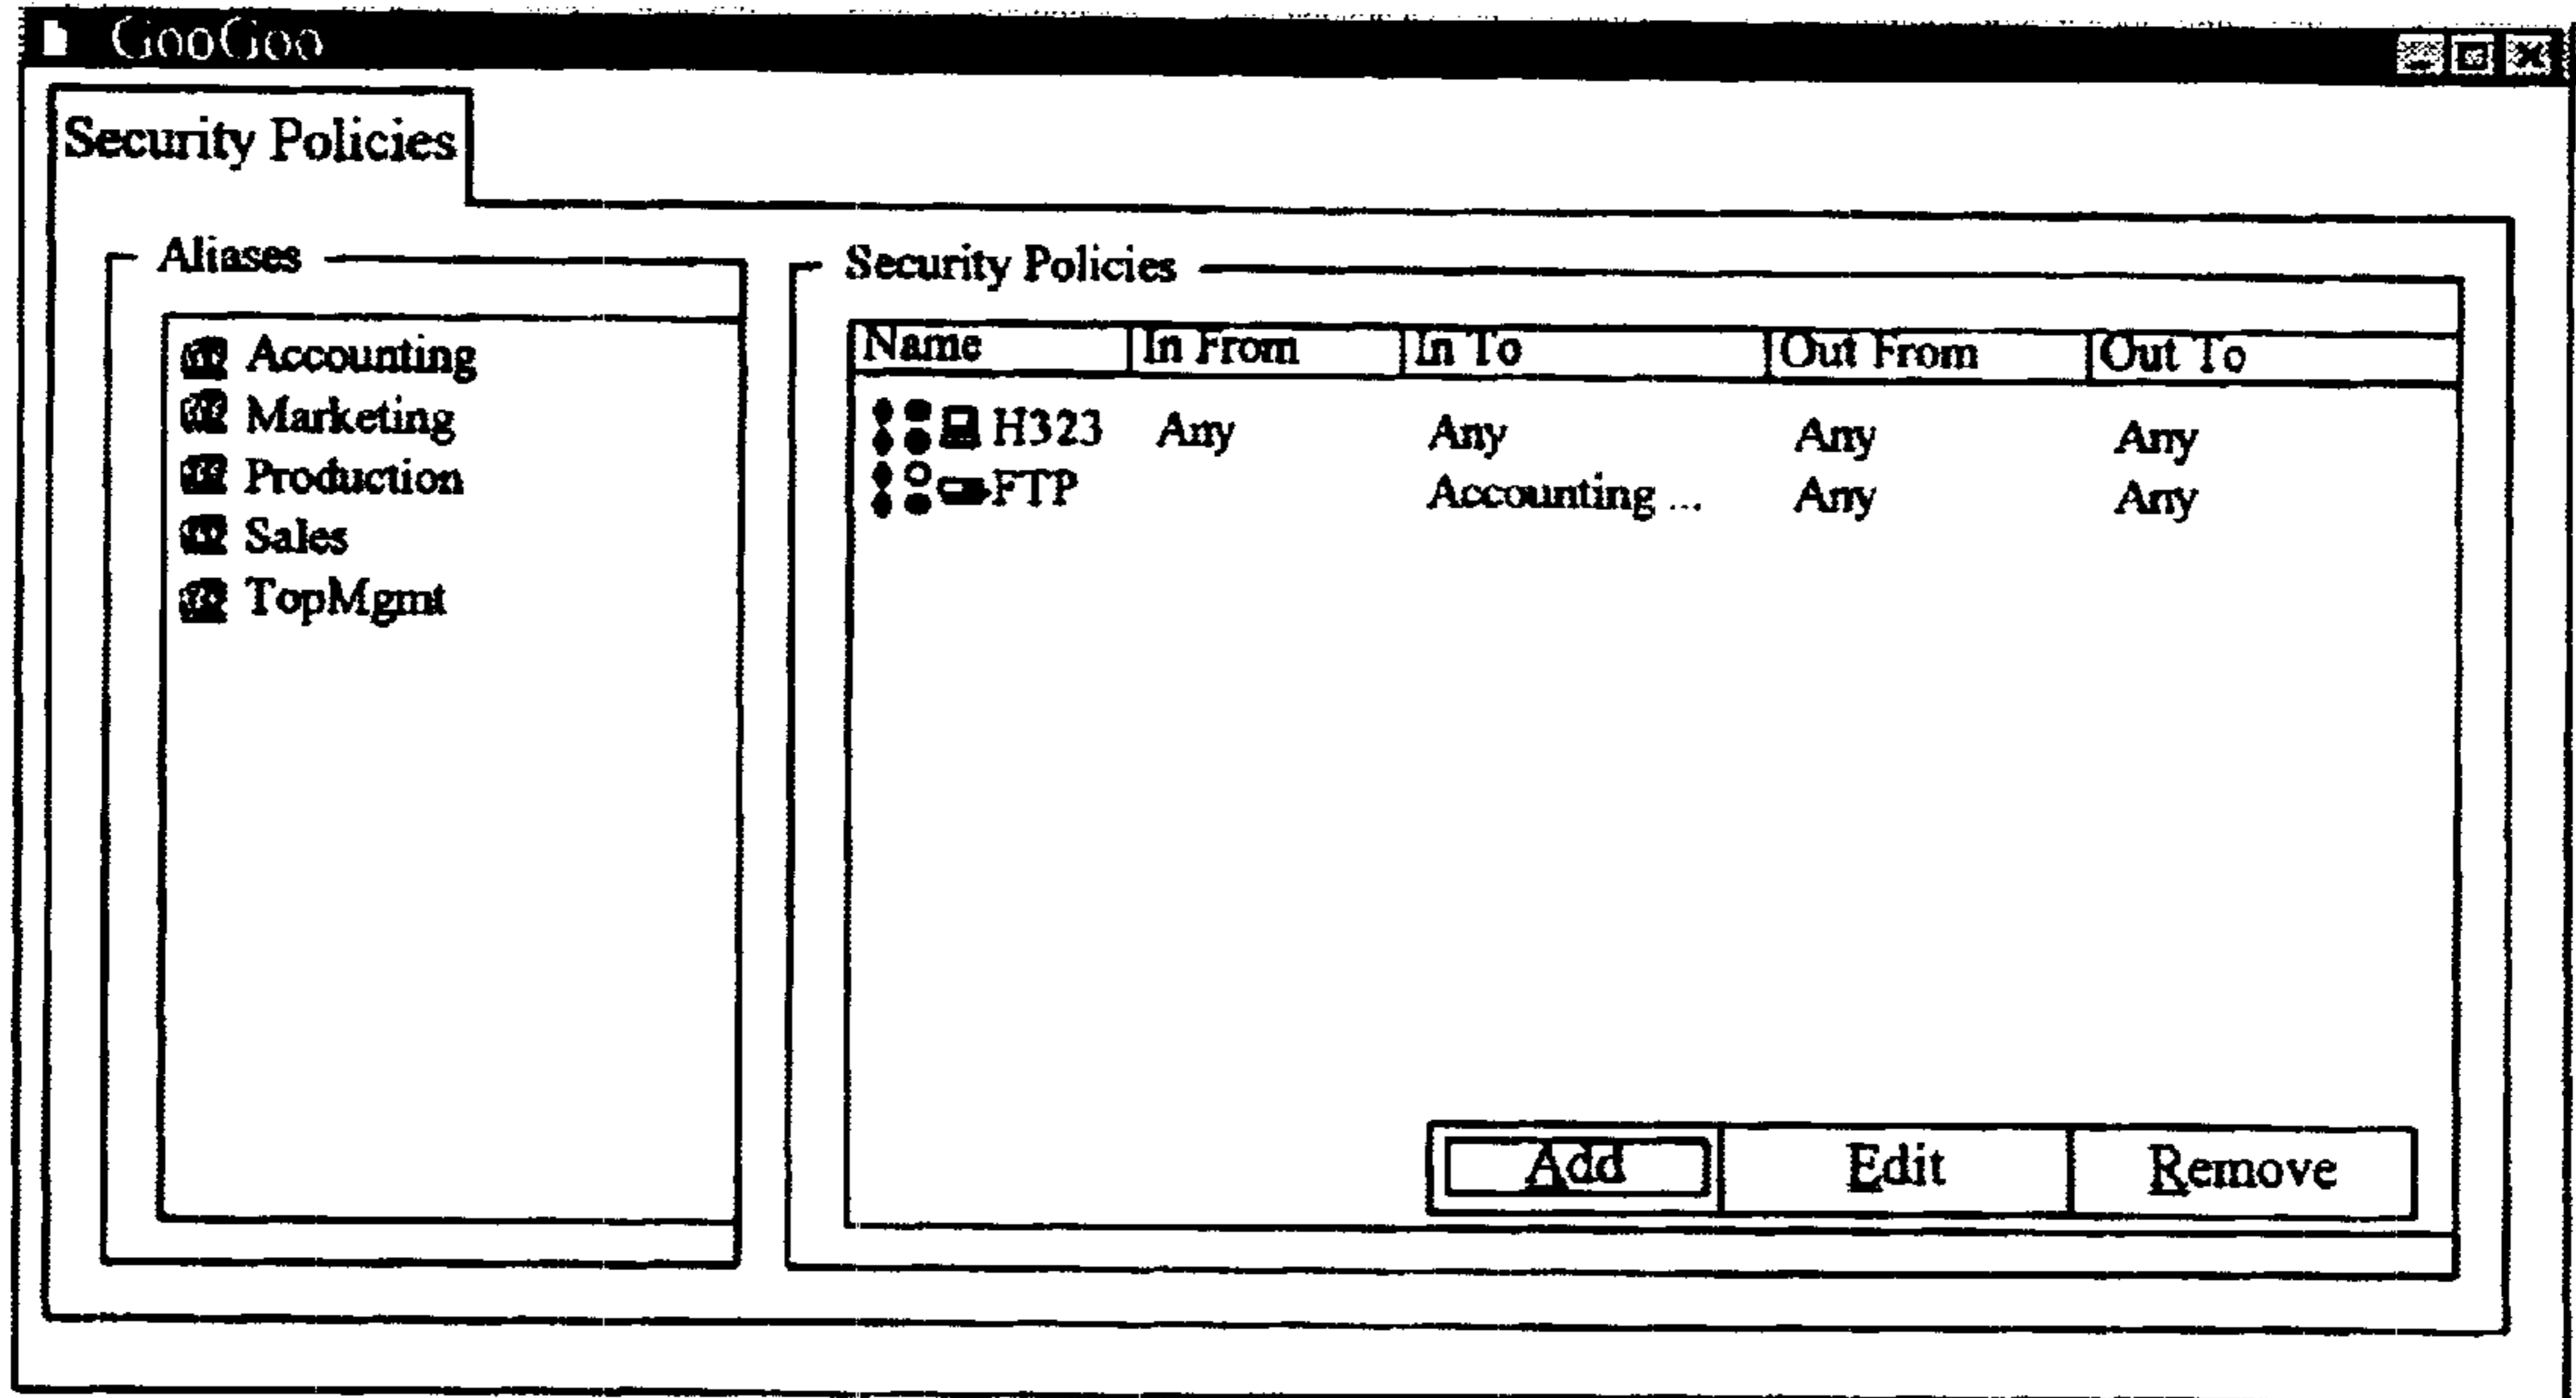 GooGoo
Security Policies
Aliases
Accounting
Marketing
Production
Sales
TopMgmt
Security Policies
Name In From In To Out From Out To
H323 Any Any Any Any
FTP Accounting ... Any Any
Add Edit Remove